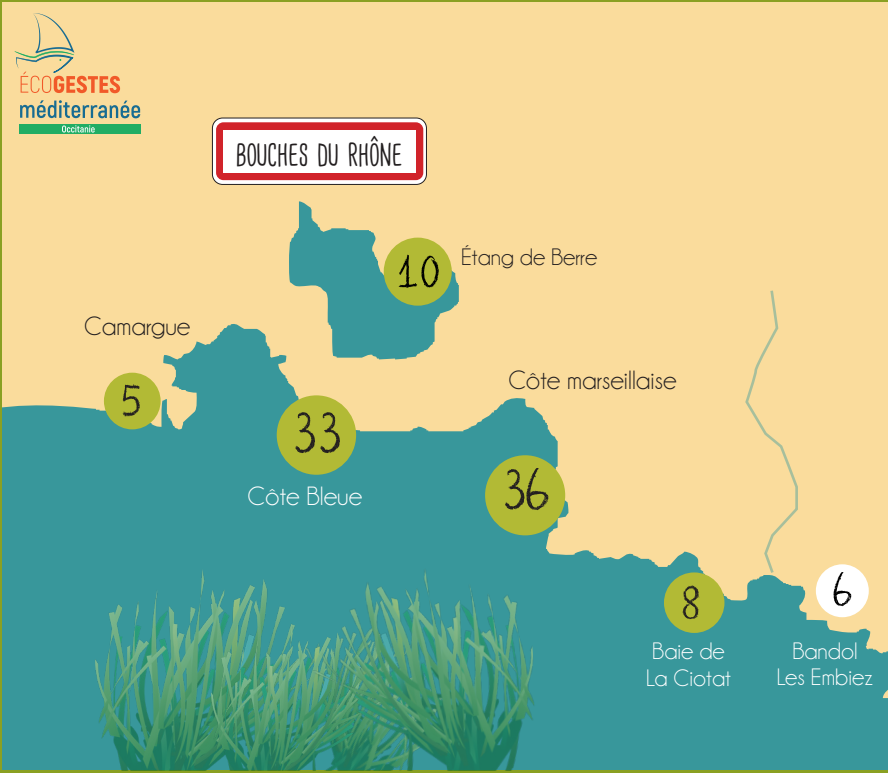 ÉCOGESTES
méditerranée
Occitanie
BOUCHES DU RHÔNE
10
Étang de Berre
Camargue
5
33
Côte Bleue
Côte marseillaise
36
8
Baie de
La Ciotat
6
Bandol
Les Embiez